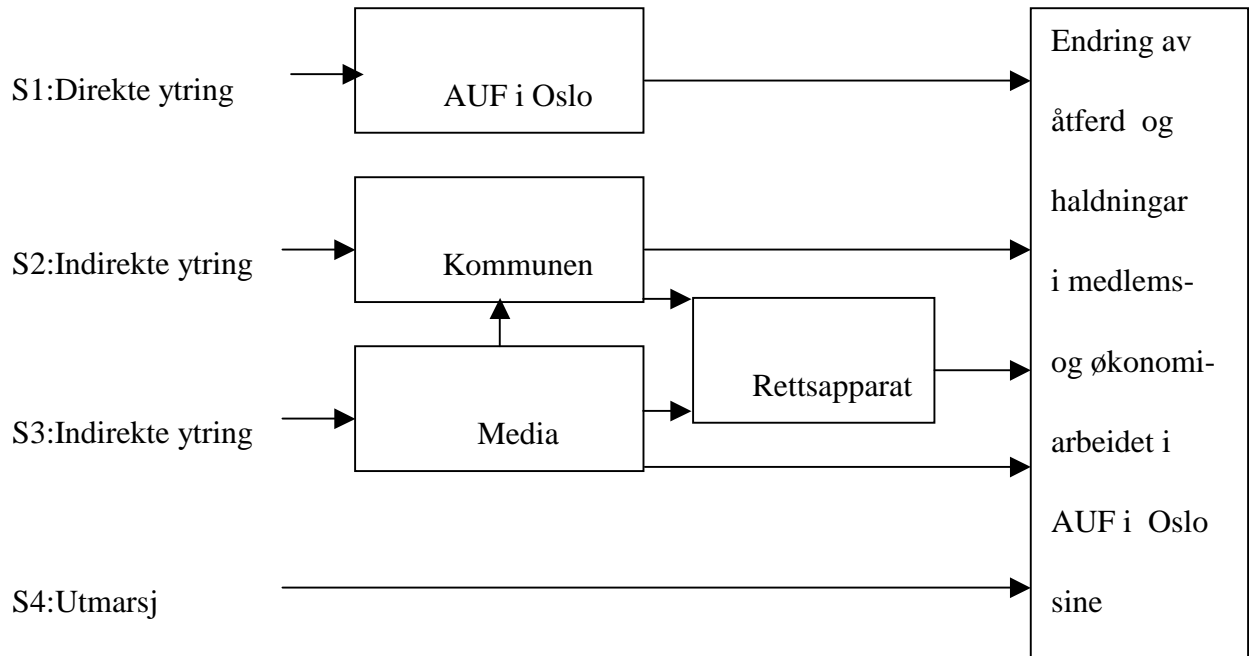 S1:Direkte ytring
AUF i Oslo
S2:Indirekte ytring
Kommunen
Rettsapparat
S3:Indirekte ytring
Media
S4:Utmarsj
Endring av
åtferd og
haldningar
i medlems-
og økonomi-
arbeidet i
AUF i Oslo
sine